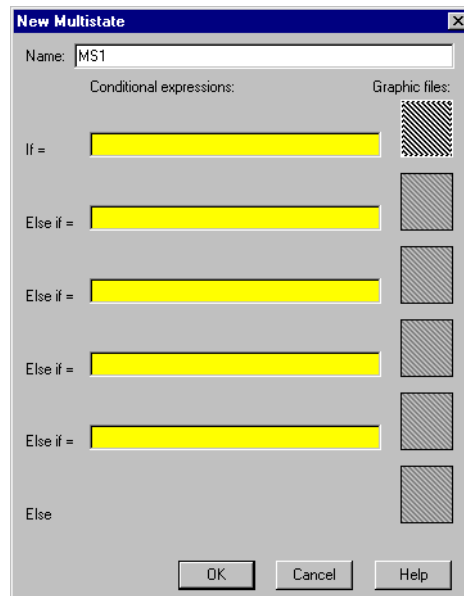 New Multistate
Name: MS1
Conditional expressions: Graphic files:
If =
Else if =
Else if =
Else if =
Else if =
Else
OK Cancel Help